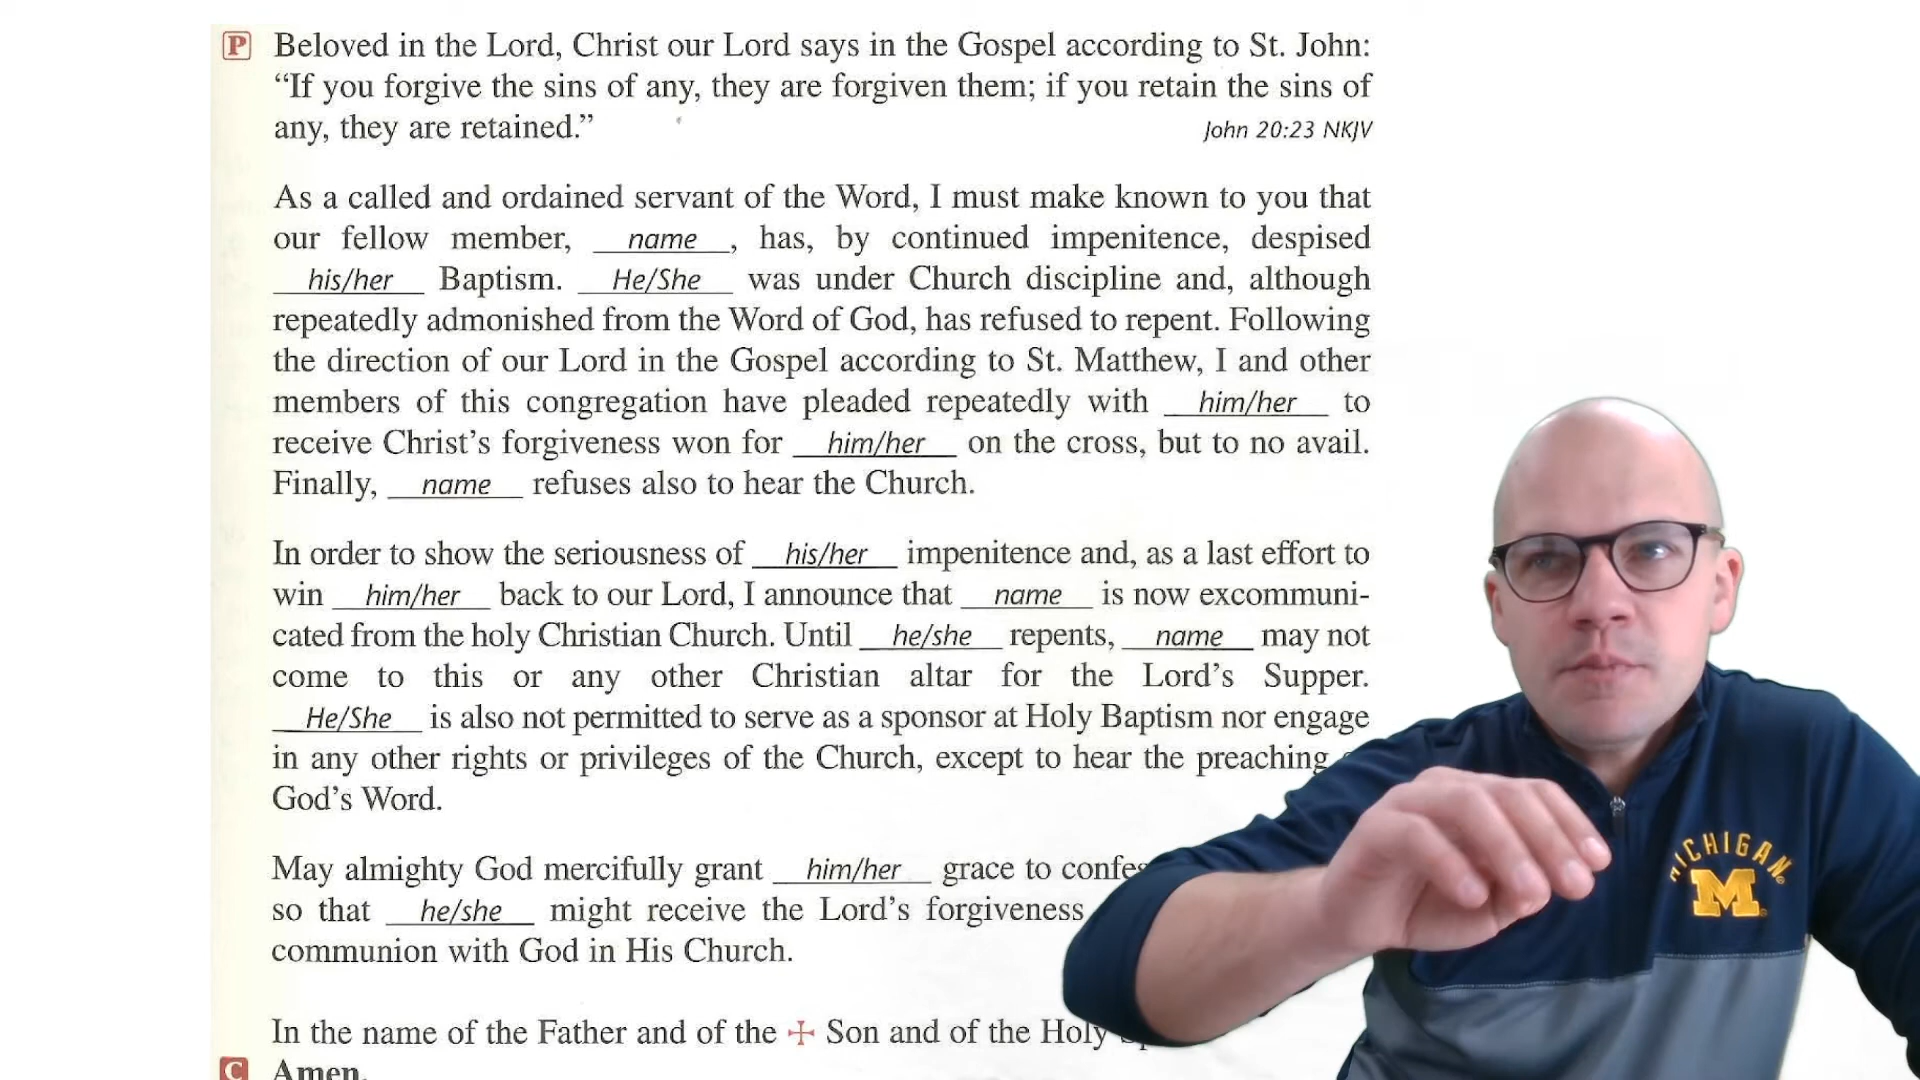 P Beloved in the Lord, Christ our Lord says in the Gospel according to St. John:
“If you forgive the sins of any, they are forgiven them; if you retain the sins of
any, they are retained.” John 20:23 NKJV
As a called and ordained servant of the Word, I must make known to you that
our fellow member, name, has, by continued impenitence, despised
his/her Baptism. He/She was under Church discipline and, although
repeatedly admonished from the Word of God, has refused to repent. Following
the direction of our Lord in the Gospel according to St. Matthew, I and other
members of this congregation have pleaded repeatedly with him/her to
receive Christ’s forgiveness won for him/her on the cross, but to no avail.
Finally, name refuses also to hear the Church.
In order to show the seriousness of his/her impenitence and, as a last effort to
win him/her back to our Lord, I announce that name is now excommuni-
cated from the holy Christian Church. Until he/she repents, name may not
come to this or any other Christian altar for the Lord’s Supper.
He/She is also not permitted to serve as a sponsor at Holy Baptism nor engage
in any other rights or privileges of the Church, except to hear the preaching
God’s Word.
May almighty God mercifully grant him/her grace to
so that he/she might receive the Lord’s forgiveness
communion with God in His Church.
In the name of the Father and of the ☩ Son and of the Holy
C Amen.
MICHIGAN
M